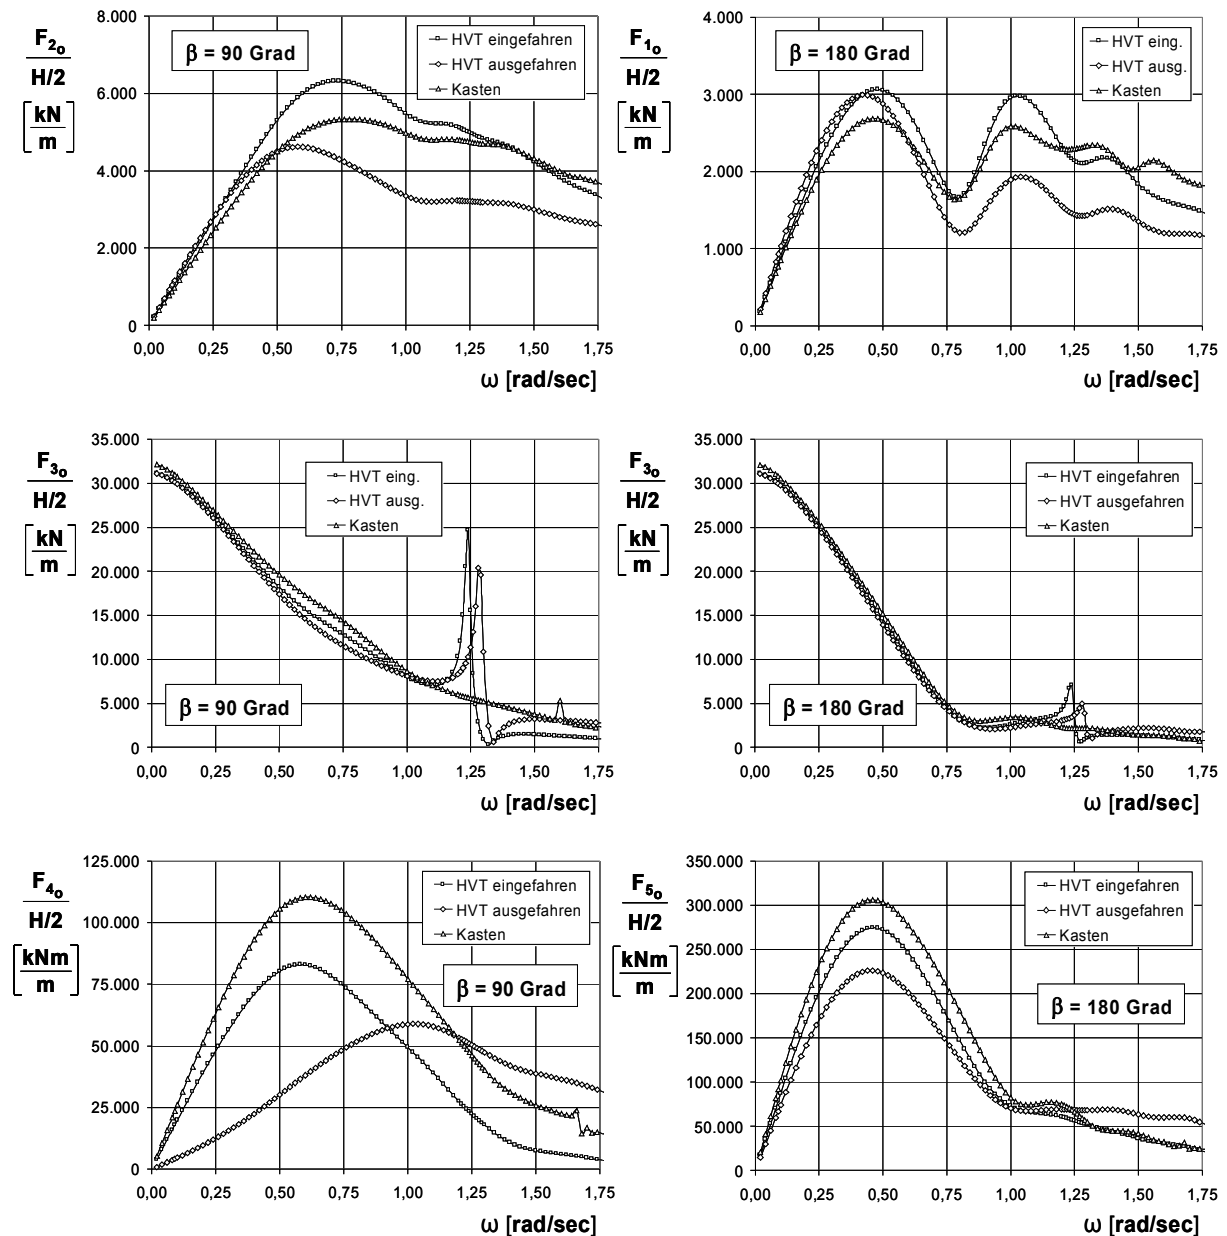 F2o
H/2
[kN
m]
β = 90 Grad
HVT eingefahren
HVT ausgefahren
Kasten
8.000
6.000
4.000
2.000
0
0,00 0,25 0,50 0,75 1,00 1,25 1,50 1,75
ω [rad/sec]
F1o
H/2
[kN
m]
β = 180 Grad
HVT eing.
HVT ausg.
Kasten
4.000
3.000
2.000
1.000
0
0,00 0,25 0,50 0,75 1,00 1,25 1,50 1,75
ω [rad/sec]
F3o
H/2
[kN
m]
HVT eing.
HVT ausg.
Kasten
β = 90 Grad
35.000
30.000
25.000
20.000
15.000
10.000
5.000
0
0,00 0,25 0,50 0,75 1,00 1,25 1,50 1,75
ω [rad/sec]
F3o
H/2
[kN
m]
HVT eingefahren
HVT ausgefahren
Kasten
β = 180 Grad
35.000
30.000
25.000
20.000
15.000
10.000
5.000
0
0,00 0,25 0,50 0,75 1,00 1,25 1,50 1,75
ω [rad/sec]
F4o
H/2
[kNm
m]
HVT eingefahren
HVT ausgefahren
Kasten
β = 90 Grad
125.000
100.000
75.000
50.000
25.000
0
0,00 0,25 0,50 0,75 1,00 1,25 1,50 1,75
ω [rad/sec]
F5o
H/2
[kNm
m]
HVT eingefahren
HVT ausgefahren
Kasten
β = 180 Grad
350.000
300.000
250.000
200.000
150.000
100.000
50.000
0
0,00 0,25 0,50 0,75 1,00 1,25 1,50 1,75
ω [rad/sec]